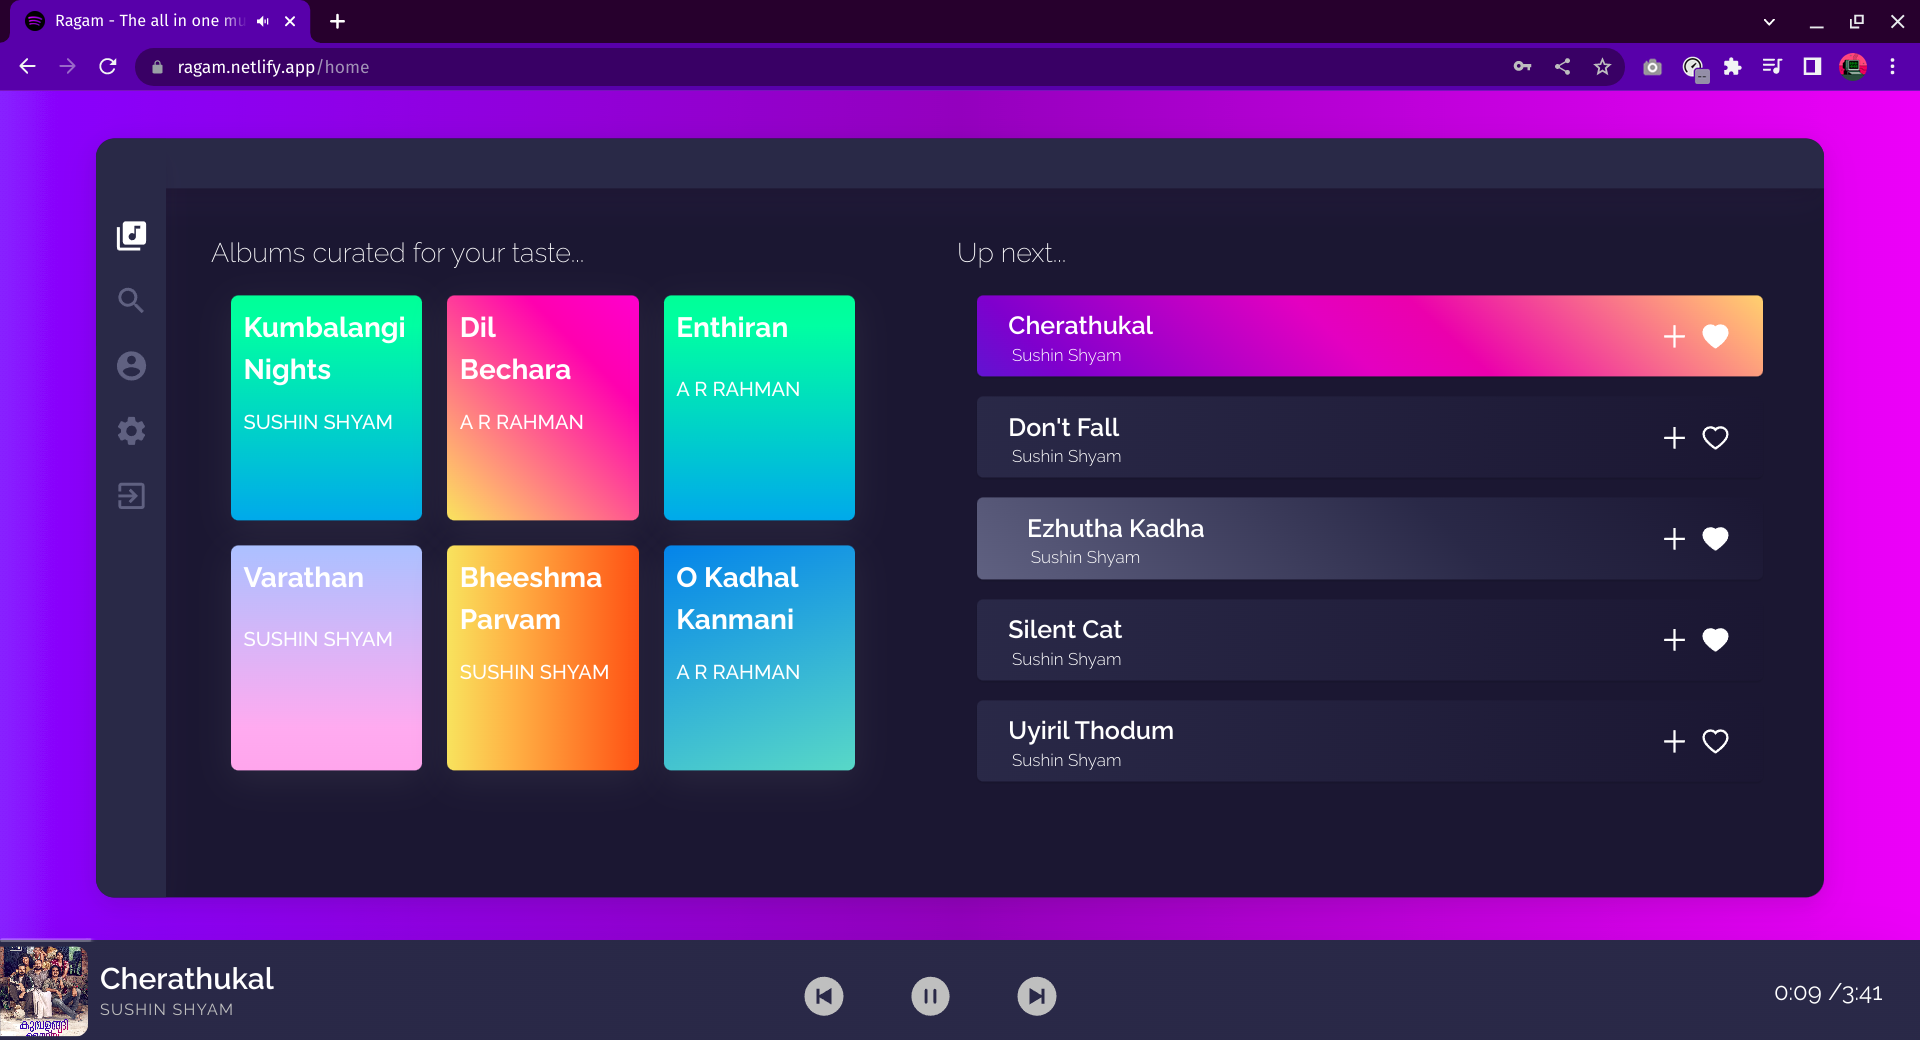 Ragam - The all in one mu
ragam.netlify.app/home
Albums curated for your taste...
Kumbalangi
Nights
SUSHIN SHYAM
Dil
Bechara
A R RAHMAN
Enthiran
A R RAHMAN
Varathan
SUSHIN SHYAM
Bheeshma
Parvam
SUSHIN SHYAM
O Kadhal
Kanmani
A R RAHMAN
Up next...
Cherathukal
Sushin Shyam
Don't Fall
Sushin Shyam
Ezhutha Kadha
Sushin Shyam
Silent Cat
Sushin Shyam
Uyiril Thodum
Sushin Shyam
കുമ്പളങ്ങി
Cherathukal
SUSHIN SHYAM
0:09 /3:41